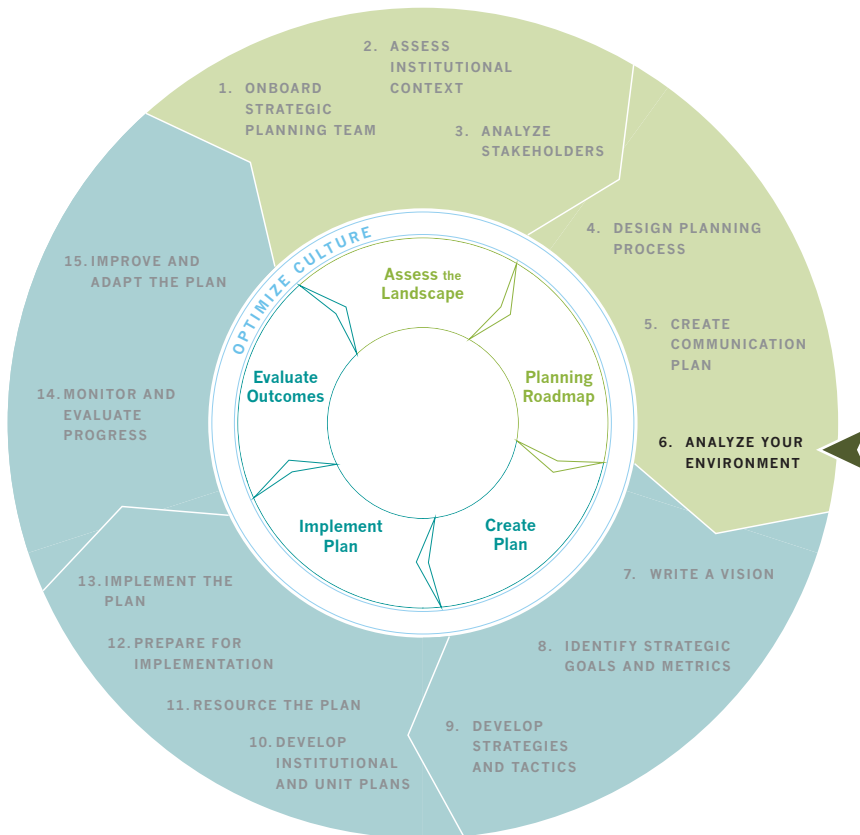 1. ONBOARD
STRATEGIC
PLANNING TEAM
2. ASSESS
INSTITUTIONAL
CONTEXT
3. ANALYZE
STAKEHOLDERS
4. DESIGN PLANNING
PROCESS
5. CREATE
COMMUNICATION
PLAN
6. ANALYZE YOUR
ENVIRONMENT
7. WRITE A VISION
8. IDENTIFY STRATEGIC
GOALS AND METRICS
9. DEVELOP
STRATEGIES
AND TACTICS
10. DEVELOP
INSTITUTIONAL
AND UNIT PLANS
11. RESOURCE THE PLAN
12. PREPARE FOR
IMPLEMENTATION
13. IMPLEMENT THE
PLAN
14. MONITOR AND
EVALUATE
PROGRESS
15. IMPROVE AND
ADAPT THE PLAN
OPTIMIZE CULTURE
Assess the
Landscape
Planning
Roadmap
Create
Plan
Implement
Plan
Evaluate
Outcomes